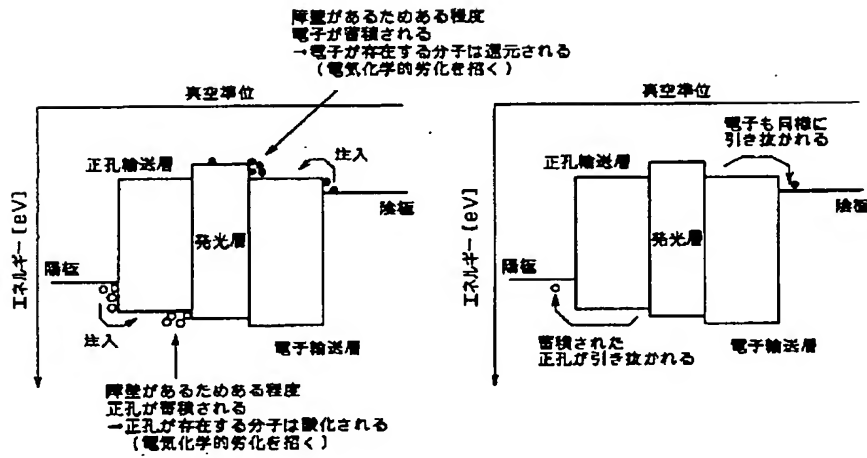 障壁があるためある程度
電子が蓄積される
→電子が存在する分子は還元される
(電気化学的劣化を招く)
真空準位
正孔輸送層
注入
陰極
発光層
陽極
注入
電子輸送層
エネルギー[eV]
障壁があるためある程度
正孔が蓄積される
→正孔が存在する分子は酸化される
(電気化学的劣化を招く)
真空準位
電子も同様に
引き抜かれる
正孔輸送層
陰極
発光層
陽極
蓄積された
正孔が引き抜かれる
電子輸送層
エネルギー[eV]